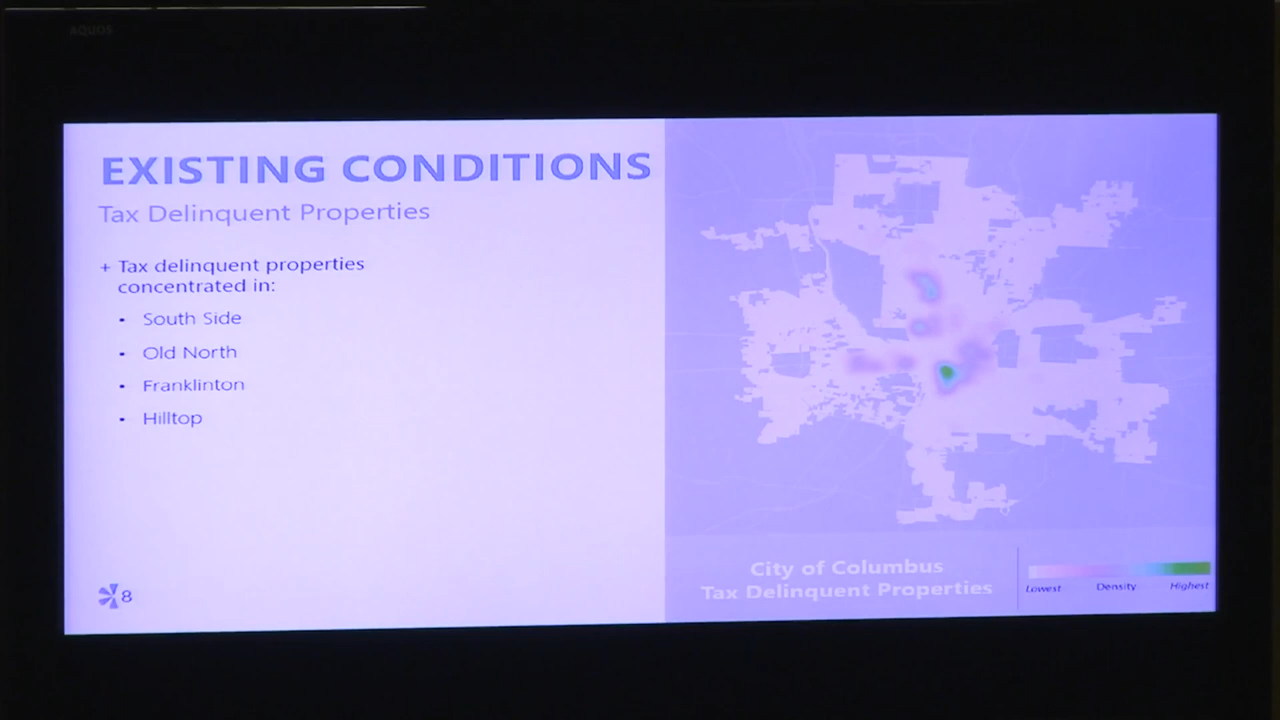 AQUOS
EXISTING CONDITIONS
Tax Delinquent Properties
+ Tax delinquent properties
concentrated in:
• South Side
• Old North
• Franklinton
• Hilltop
8
City of Columbus
Tax Delinquent Properties
Lowest Density Highest